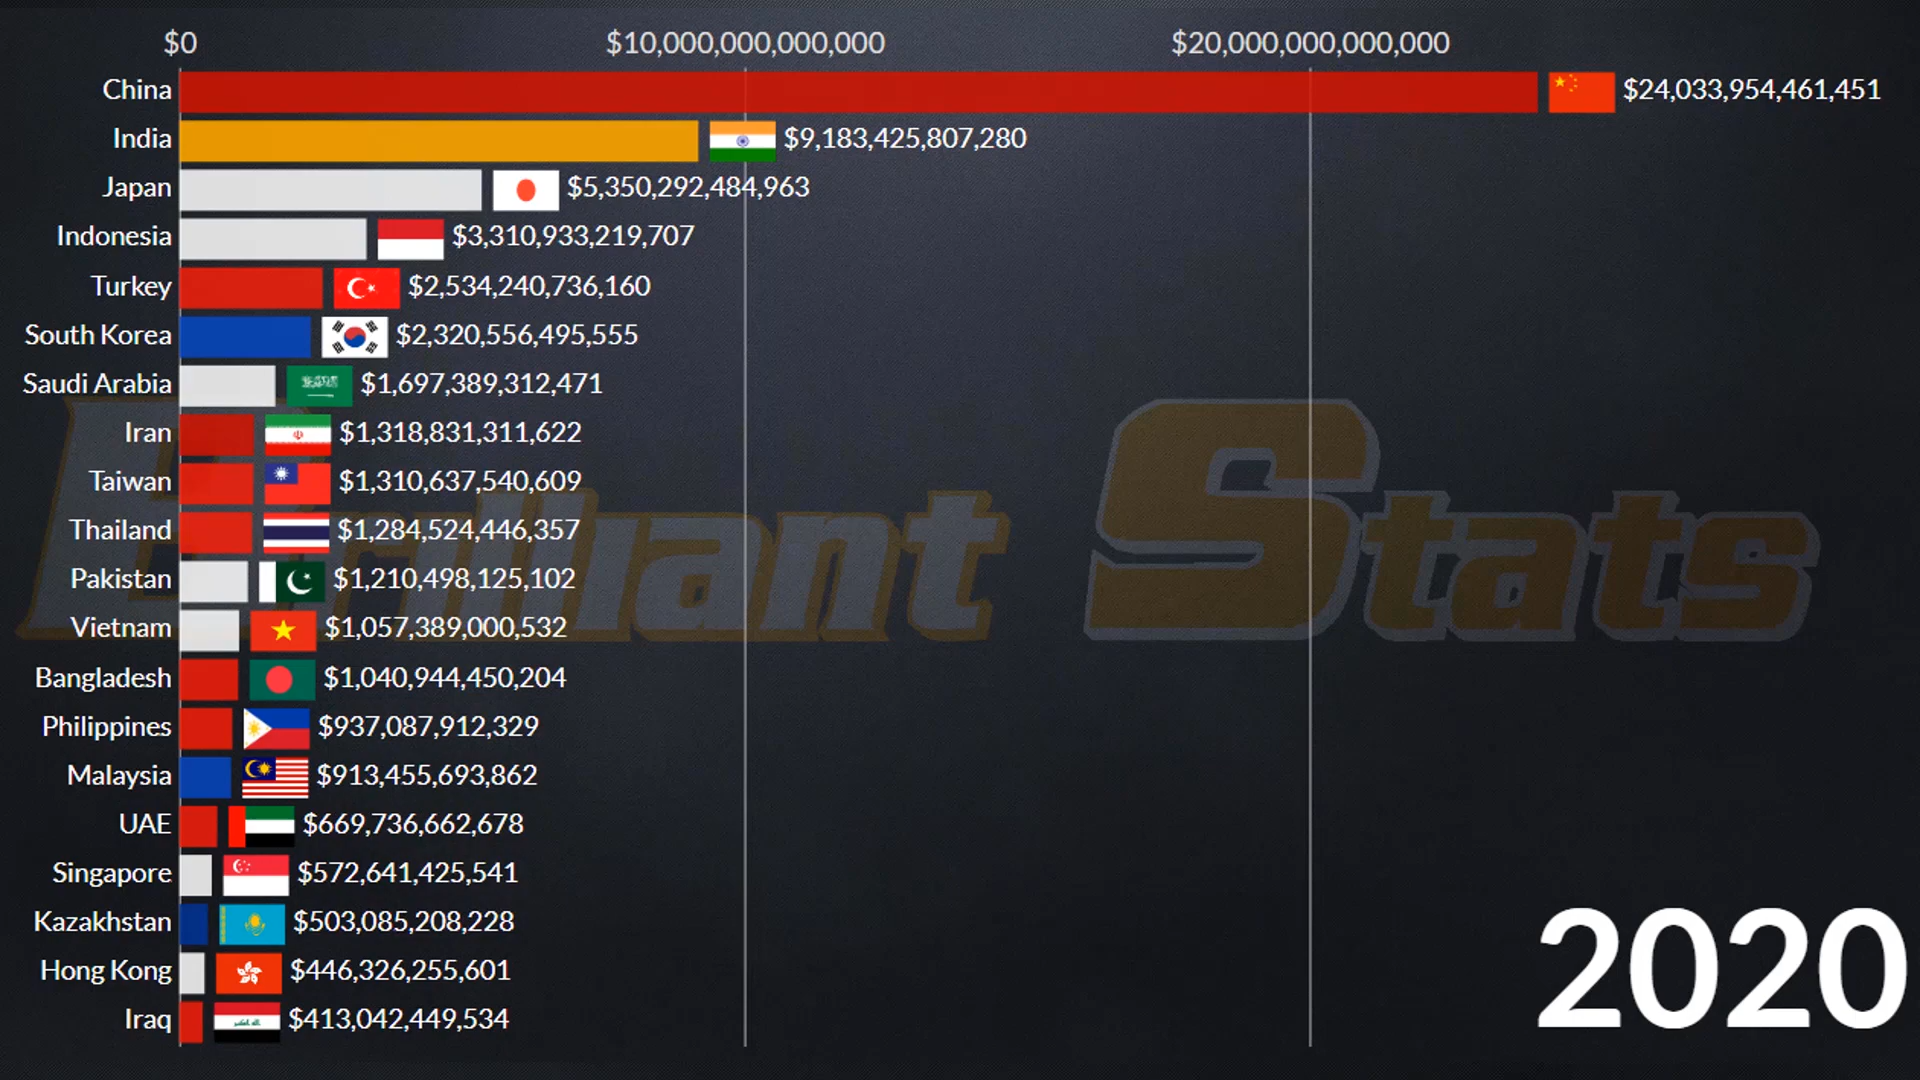 $0 $10,000,000,000,000 $20,000,000,000,000
China $24,033,954,461,451
India $9,183,425,807,280
Japan $5,350,292,484,963
Indonesia $3,310,933,219,707
Turkey $2,534,240,736,160
South Korea $2,320,556,495,555
Saudi Arabia $1,697,389,312,471
Iran $1,318,831,311,622
Taiwan $1,310,637,540,609
Thailand $1,284,524,446,357
Brilliant Stats
Pakistan $1,210,498,125,102
Vietnam $1,057,389,000,532
Bangladesh $1,040,944,450,204
Philippines $937,087,912,329
Malaysia $913,455,693,862
UAE $669,736,662,678
Singapore $572,641,425,541
Kazakhstan $503,085,208,228
Hong Kong $446,326,255,601
Iraq $413,042,449,534
2020